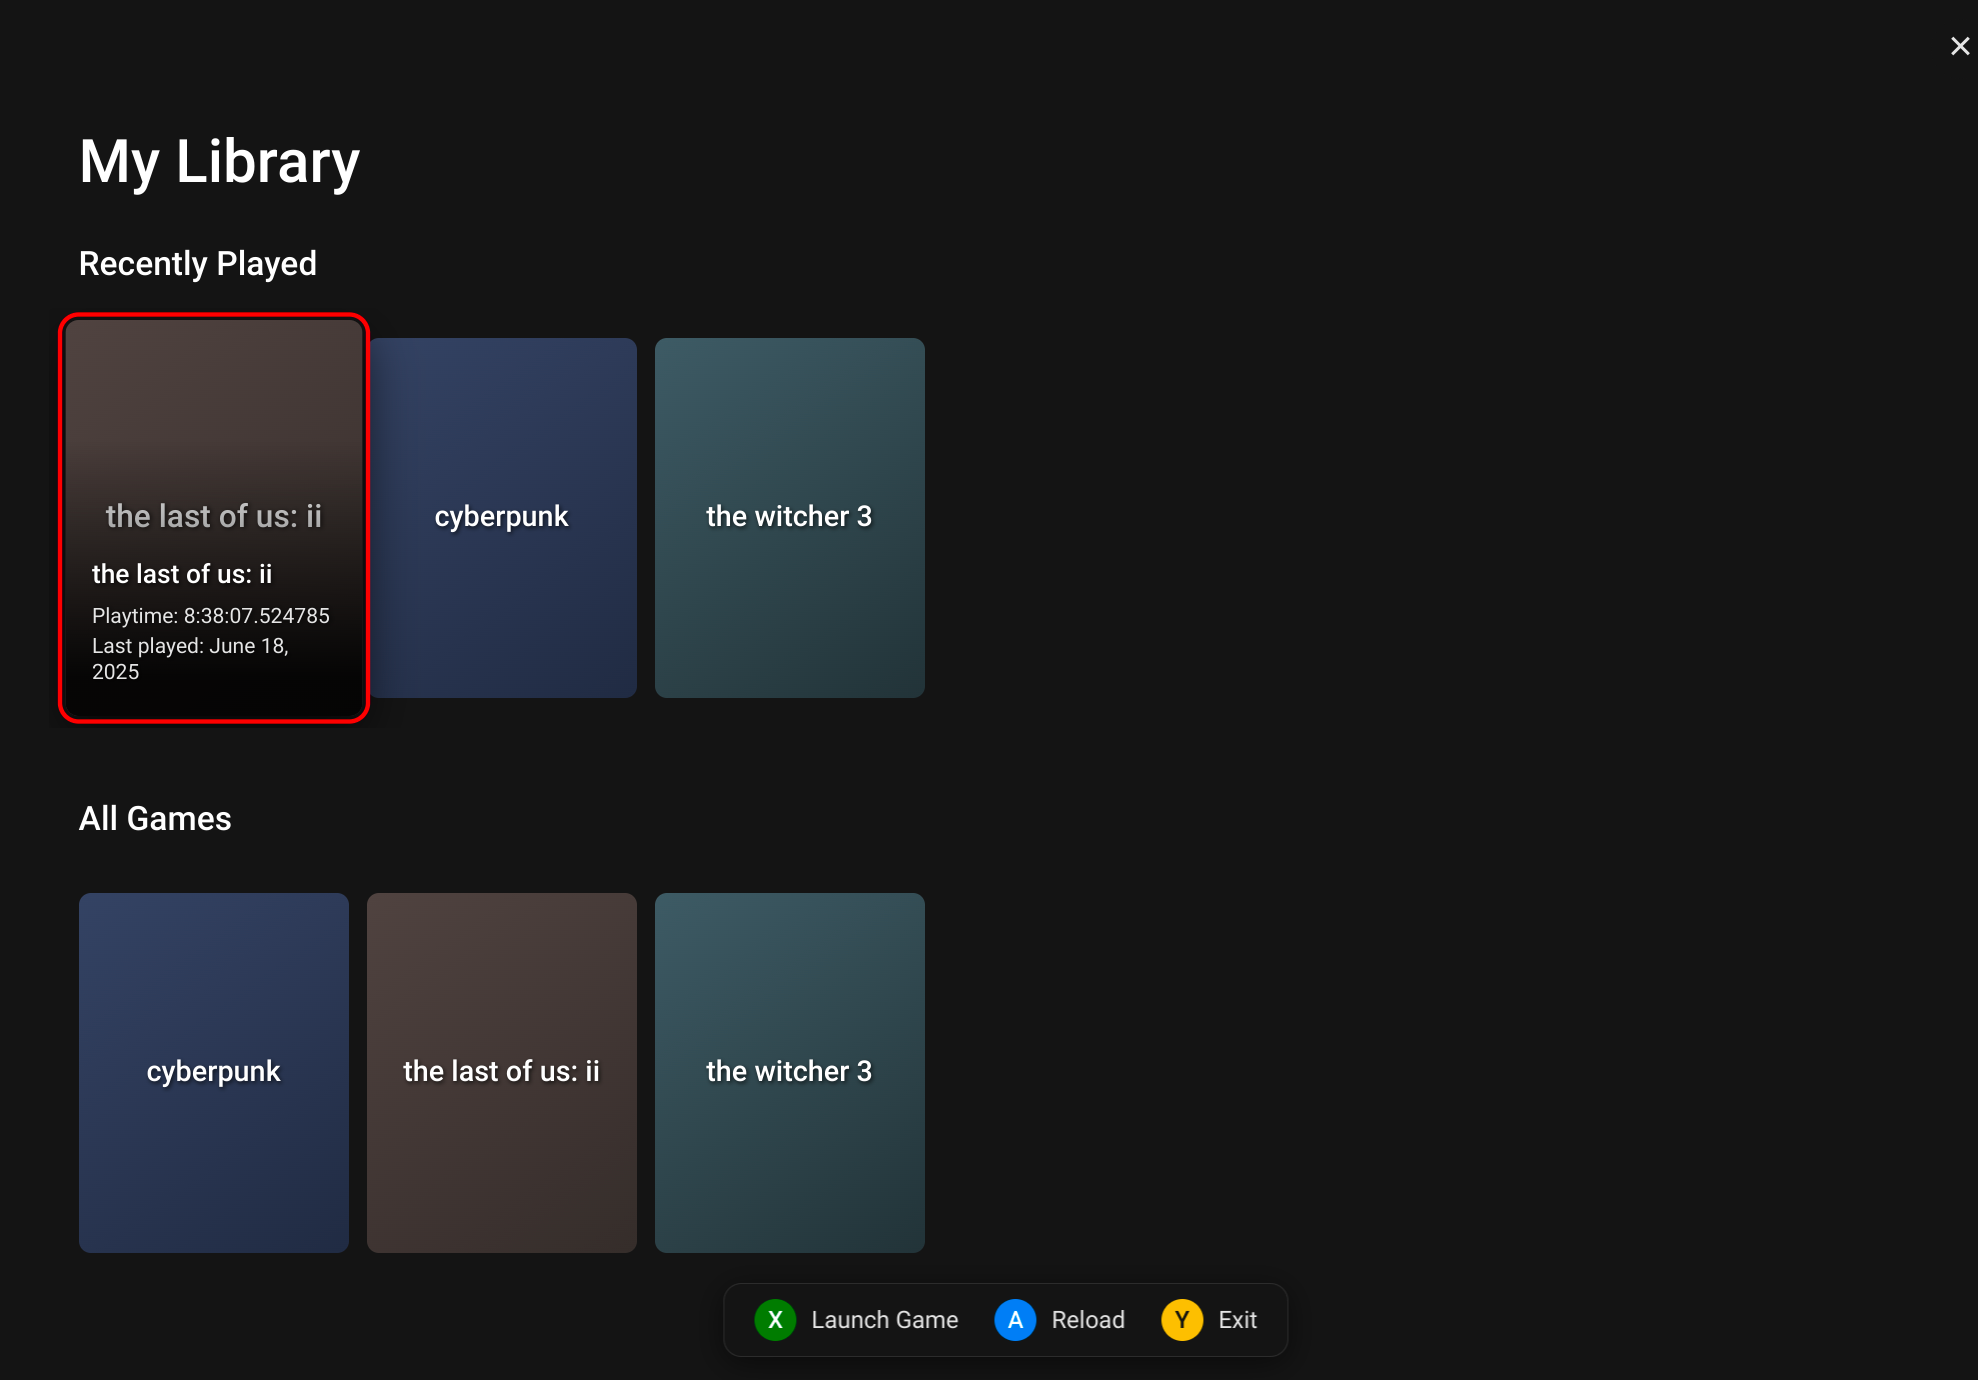 My Library
Recently Played
the last of us: ii
the last of us: ii
Playtime: 8:38:07.524785
Last played: June 18,
2025
cyberpunk
the witcher 3
All Games
cyberpunk
the last of us: ii
the witcher 3
X Launch Game A Reload Y Exit